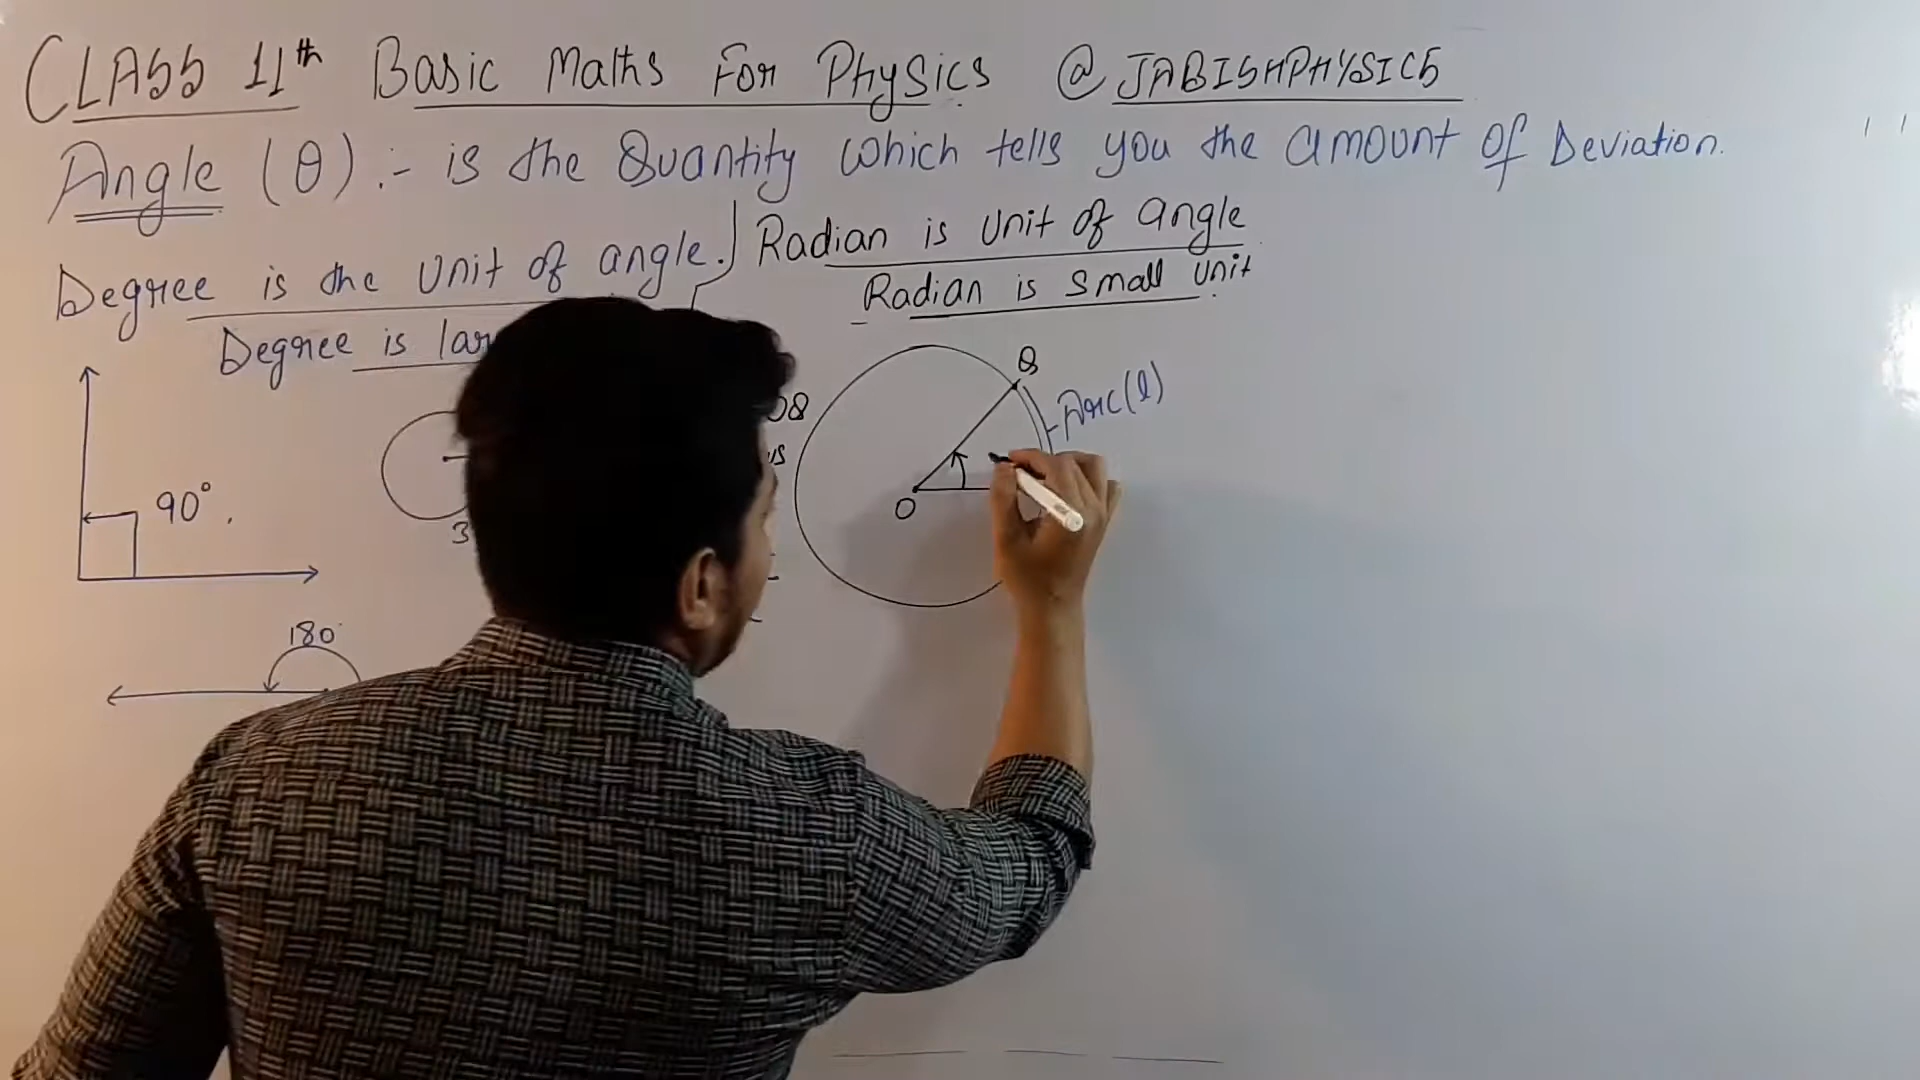 CLASS 11th Basic Maths For Physics @JABISHPHYSICS
Angle (θ) :- is the Quantity which tells you the amount of Deviation.
Degree is the unit of angle.
Degree is
Radian is unit of angle
Radian is small unit
90°
3
180
Q
Arc(l)
O